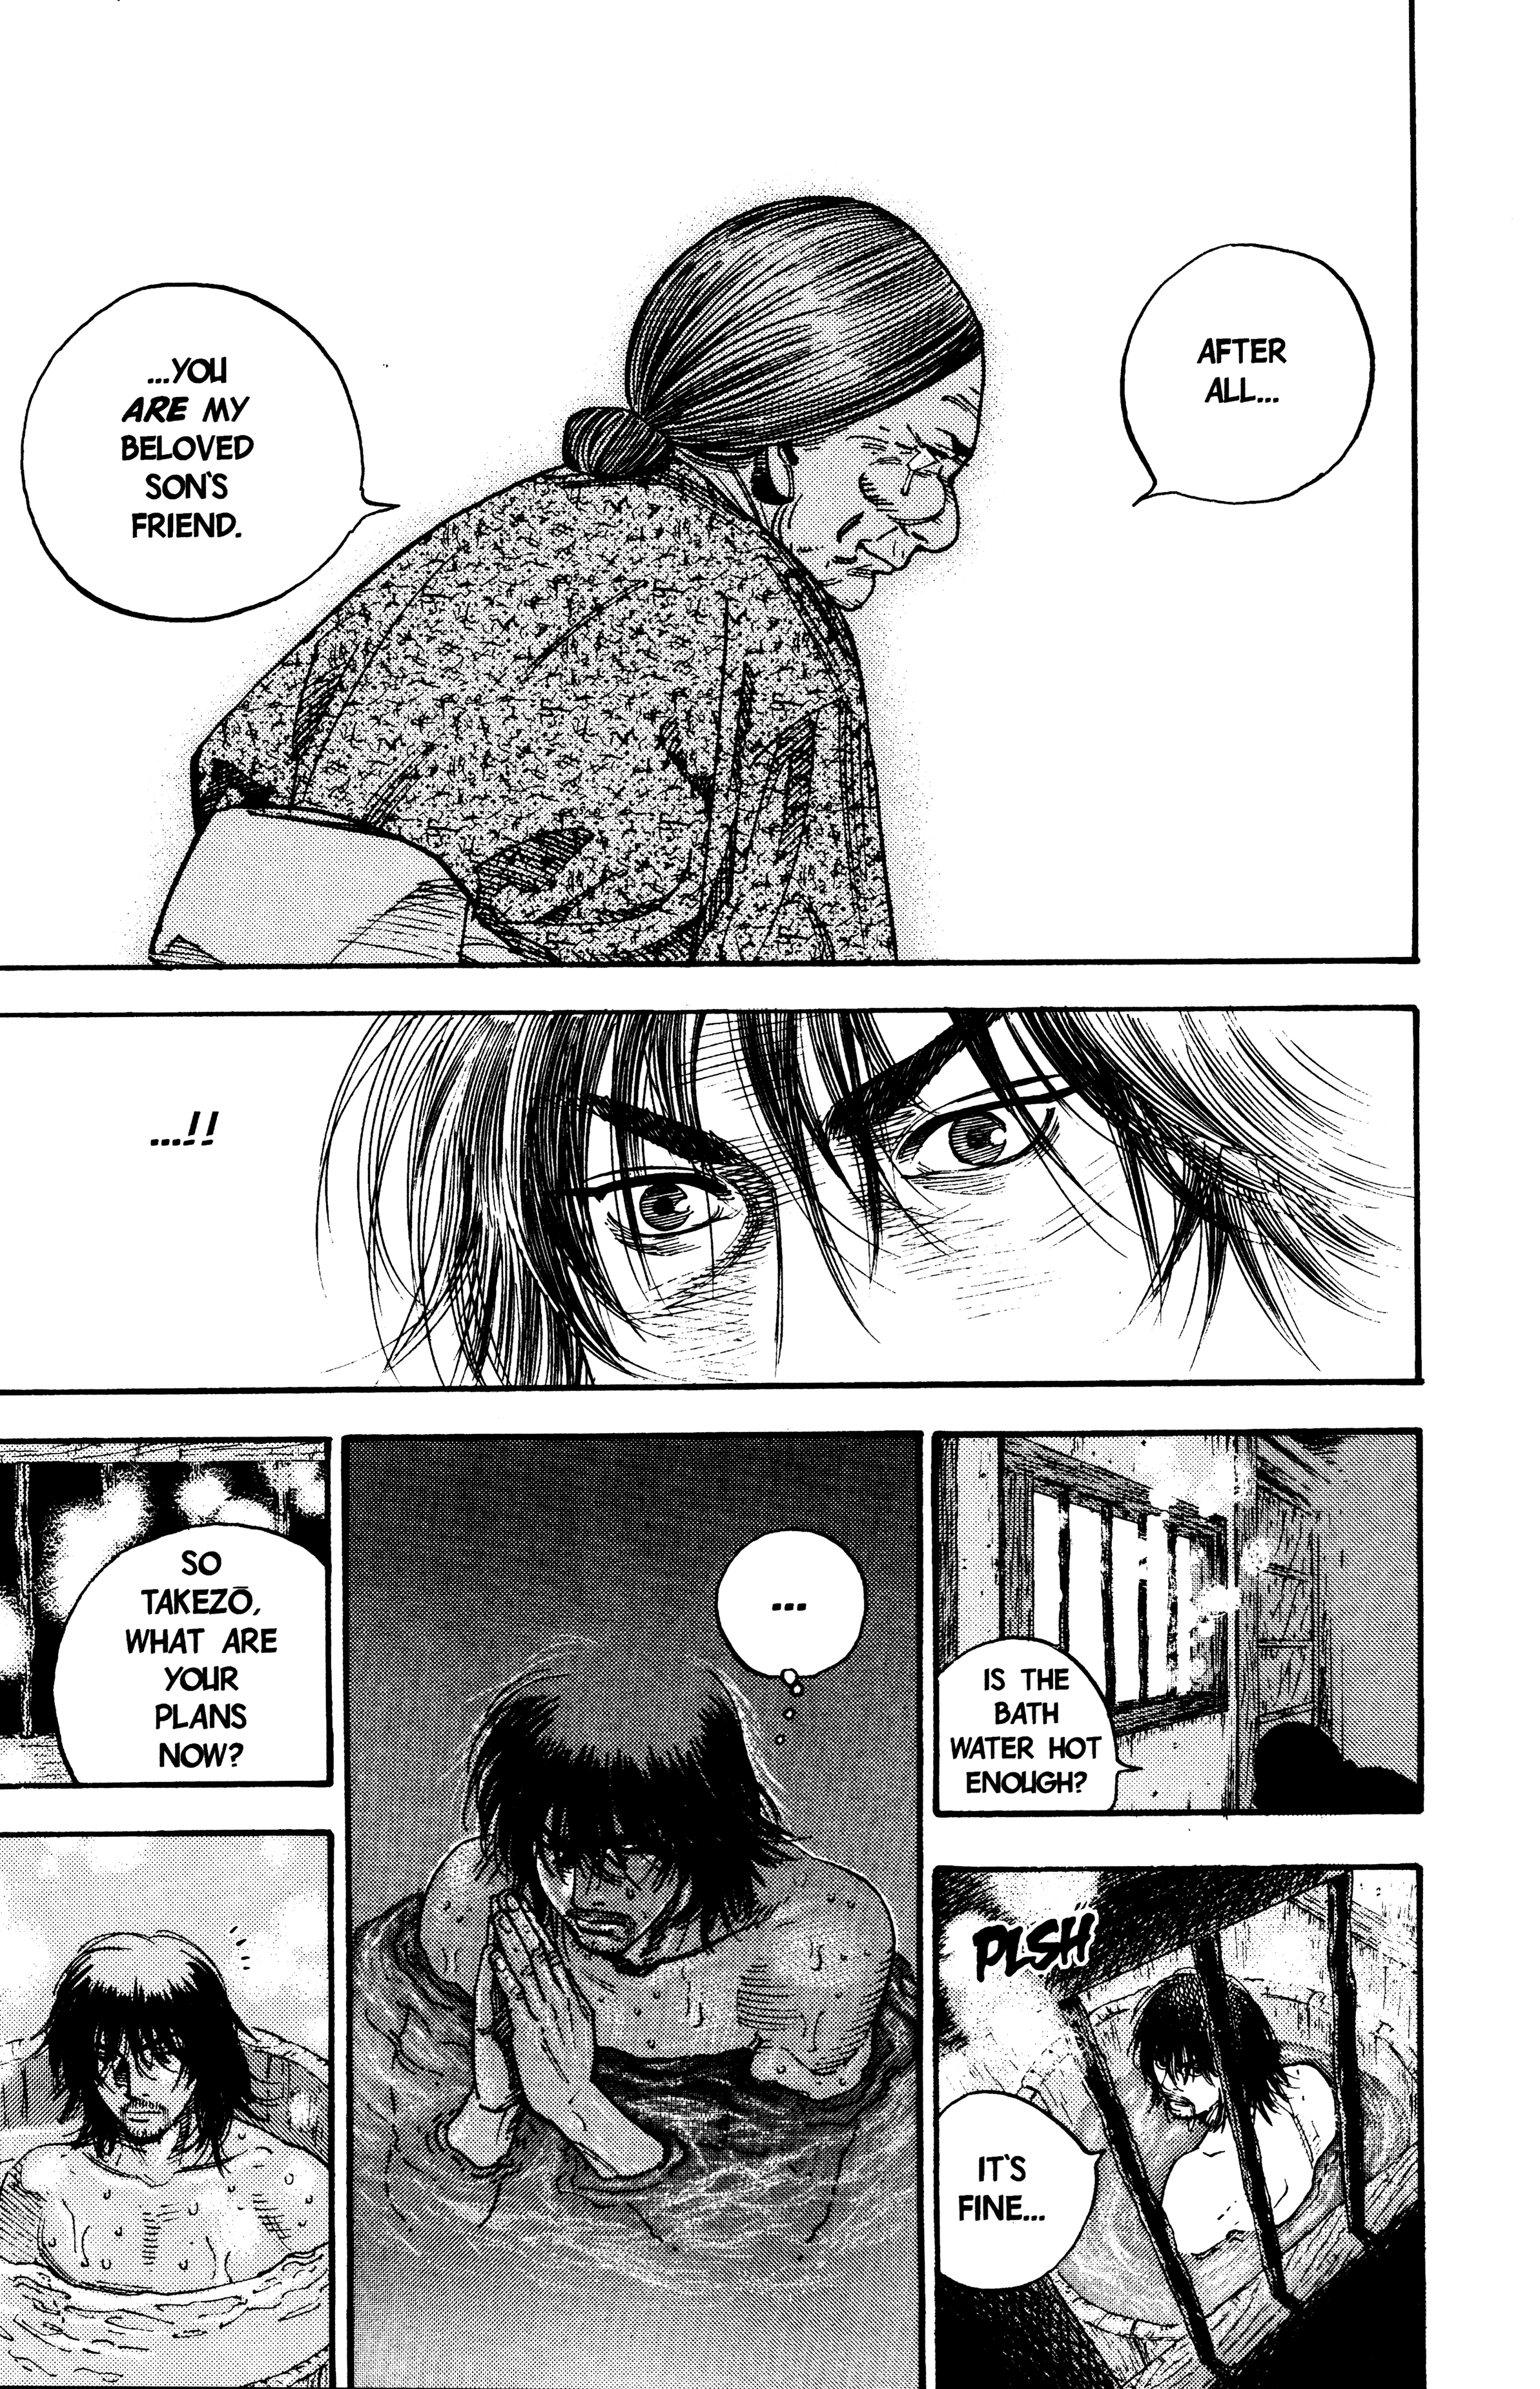 AFTER
ALL...
...YOU
ARE MY
BELOVED
SON'S
FRIEND.
...!!
IS THE
BATH
WATER HOT
ENOUGH?
PLSH
IT'S
FINE...
...
SO
TAKEZŌ,
WHAT ARE
YOUR
PLANS
NOW?